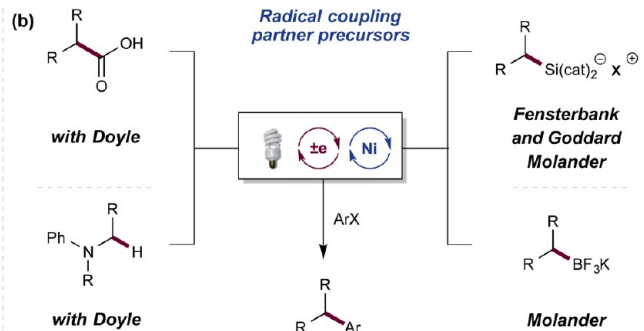 (b)
Radical coupling
partner precursors
R
R
OH
O
with Doyle
R
Ph
N
H
R
with Doyle
±e
Ni
ArX
R
R
Ar
R
R
Si(cat)₂⊖ X⊕
Fensterbank
and Goddard
Molander
R
R
BF₃K
Molander